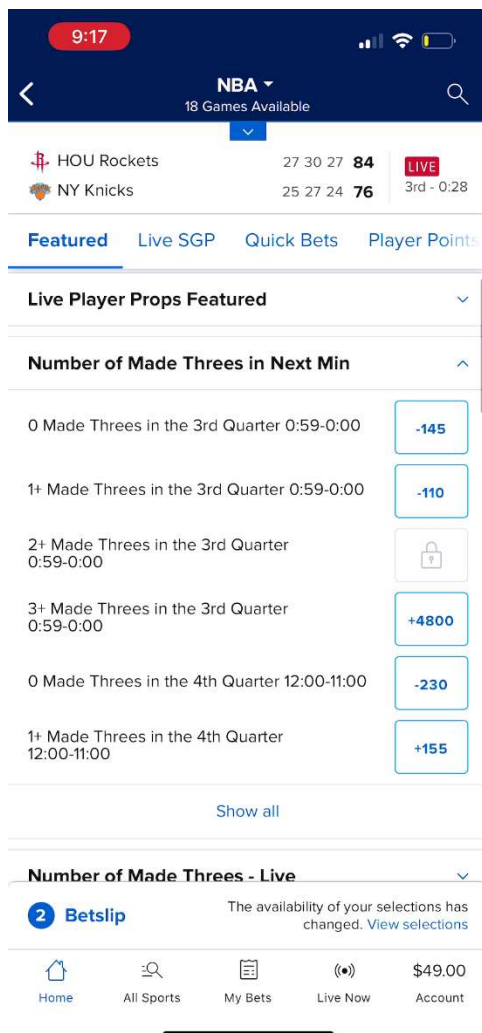 9:17
NBA
18 Games Available
HOU Rockets 27 30 27 84 LIVE
NY Knicks 25 27 24 76 3rd - 0:28
Featured Live SGP Quick Bets Player Points
Live Player Props Featured
Number of Made Threes in Next Min
0 Made Threes in the 3rd Quarter 0:59-0:00 -145
1+ Made Threes in the 3rd Quarter 0:59-0:00 -110
2+ Made Threes in the 3rd Quarter
0:59-0:00
3+ Made Threes in the 3rd Quarter
0:59-0:00 +4800
0 Made Threes in the 4th Quarter 12:00-11:00 -230
1+ Made Threes in the 4th Quarter
12:00-11:00 +155
Show all
Number of Made Threes - Live
2 Betslip
The availability of your selections has
changed. View selections
Home All Sports My Bets Live Now $49.00 Account